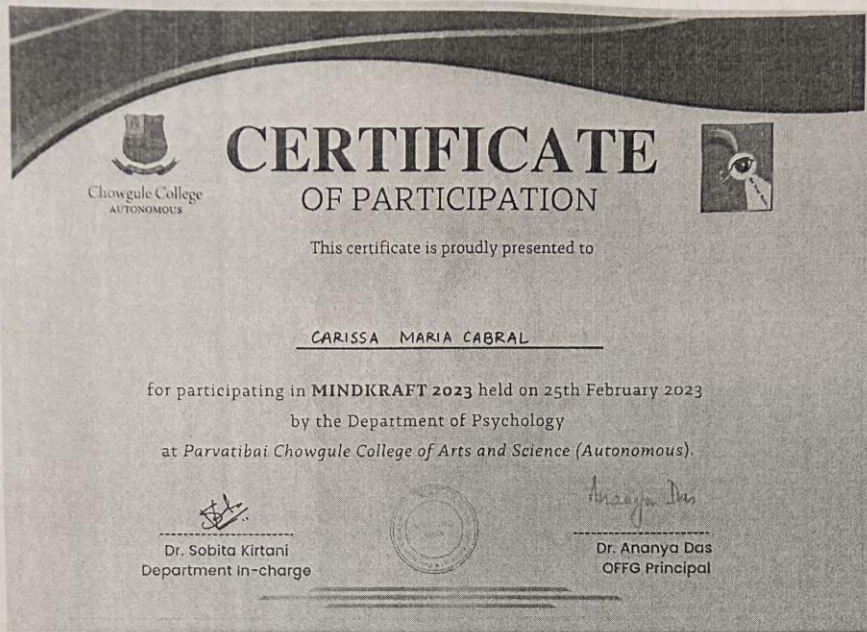 Chowgule College
AUTONOMOUS
CERTIFICATE
OF PARTICIPATION
This certificate is proudly presented to
CARISSA MARIA CABRAL
for participating in MINDKRAFT 2023 held on 25th February 2023
by the Department of Psychology
at Parvatibai Chowgule College of Arts and Science (Autonomous).
Ananya Das
Dr. Sobita Kirtani
Department In-charge
Dr. Ananya Das
OFFG Principal